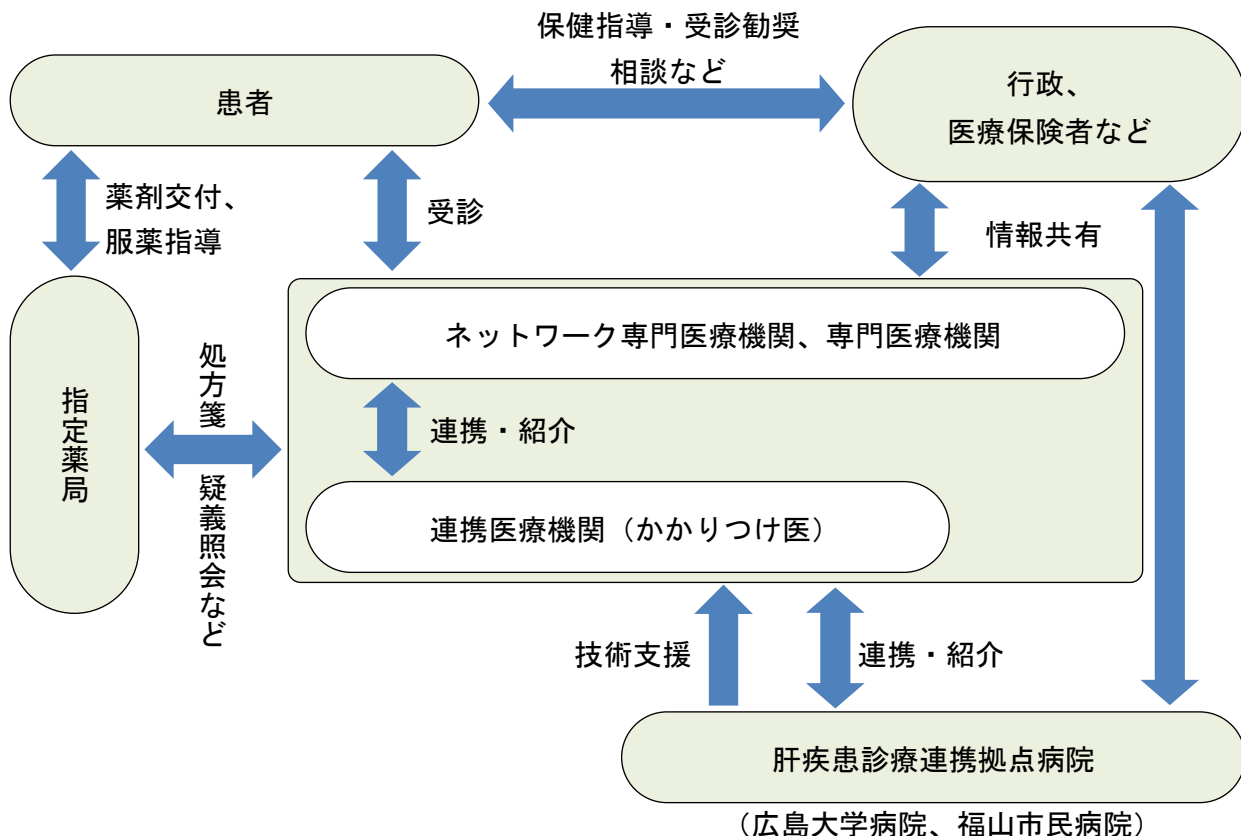 保健指導・受診勧奨
相談など
患者
行政、
医療保険者など
薬剤交付、
服薬指導
受診
情報共有
ネットワーク専門医療機関、専門医療機関
処方箋
指定薬局
連携・紹介
疑義照会など
連携医療機関（かかりつけ医）
技術支援
連携・紹介
肝疾患診療連携拠点病院
（広島大学病院、福山市民病院）